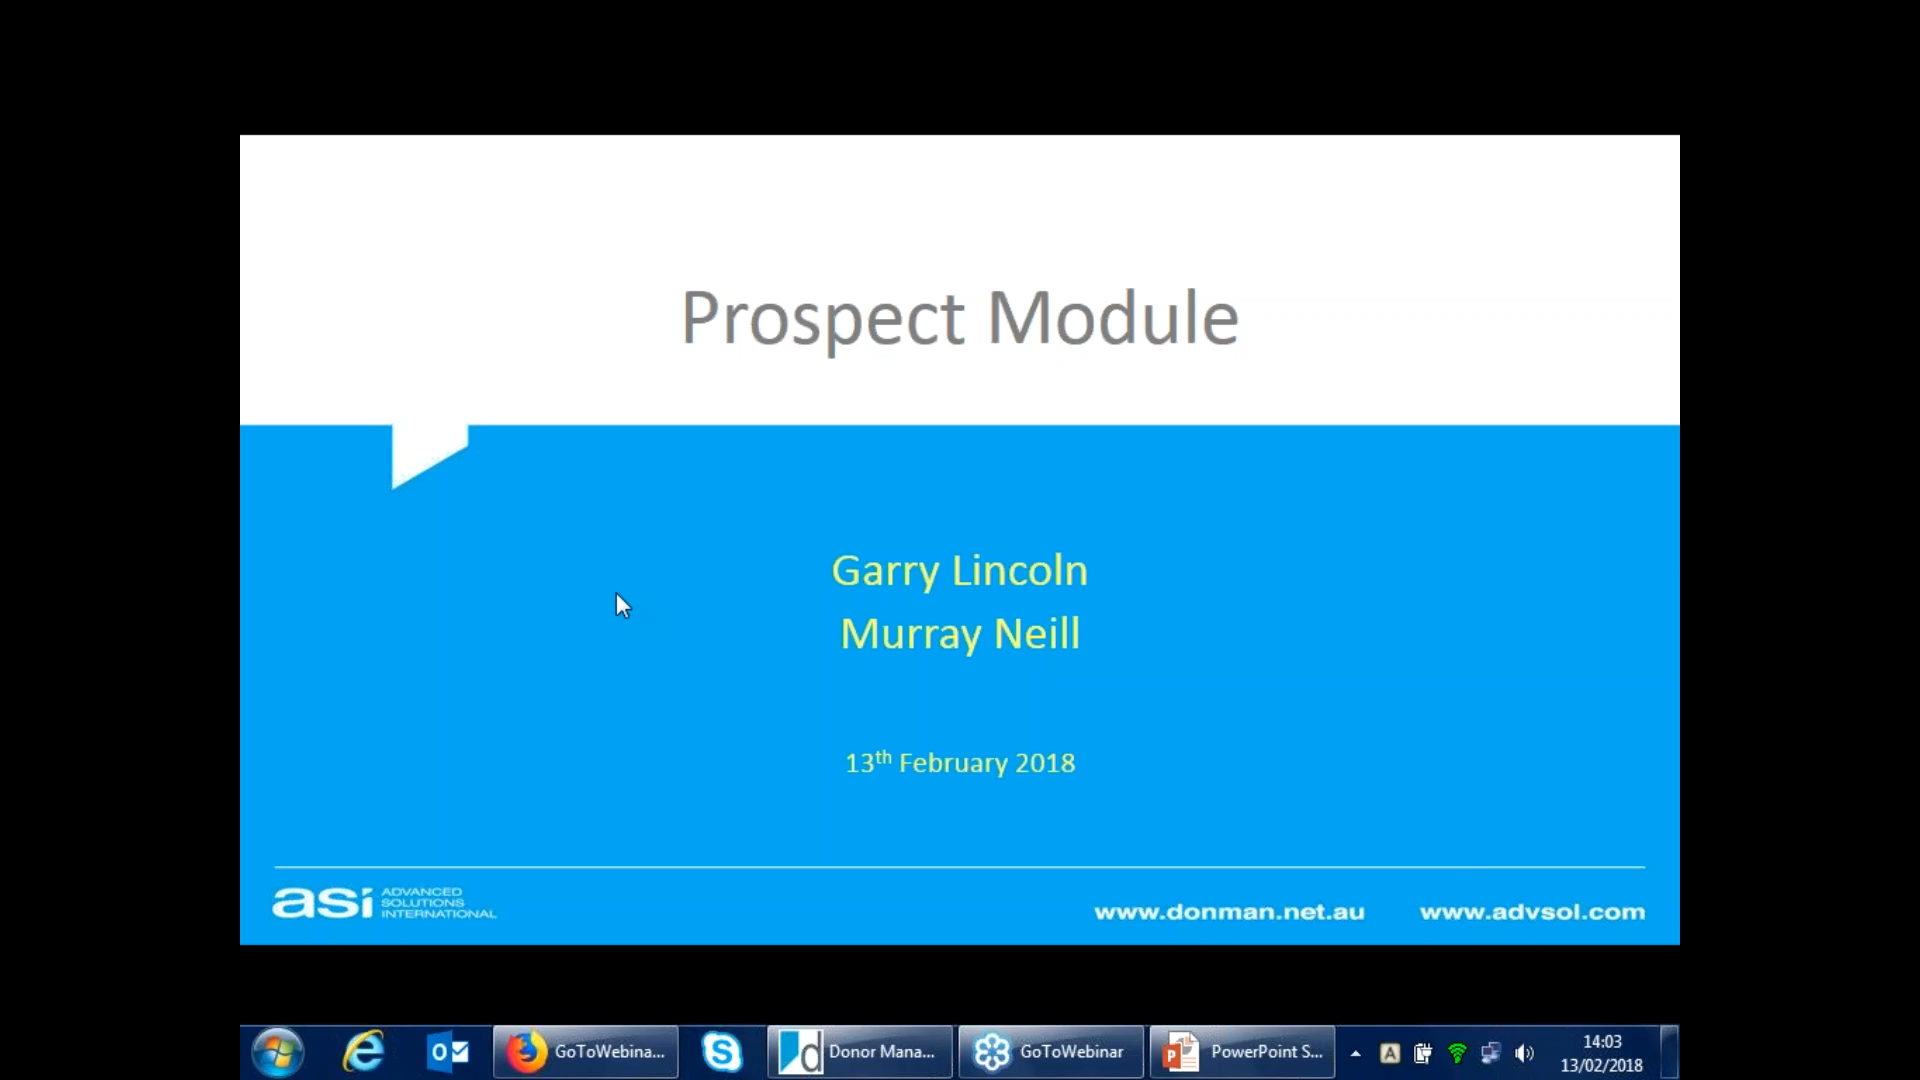 Prospect Module
Garry Lincoln
Murray Neill
13th February 2018
asi ADVANCED
SOLUTIONS
INTERNATIONAL
www.donman.net.au
www.advsol.com
GoToWebina...
Donor Mana...
GoToWebinar
PowerPoint S...
A
14:03
13/02/2018